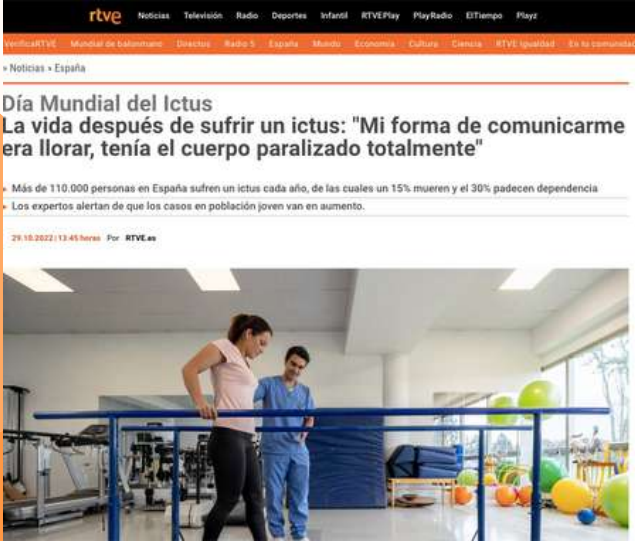 rtve Noticias Televisión Radio Deportes Infantil RTVEPlay PlayRadio ElTiempo Playz
VerificaRTVE Mundial de balonmano Directos Radio 5 España Mundo Economía Cultura Ciencia RTVE Igualdad En tu comunidad
» Noticias » España
Día Mundial del Ictus
La vida después de sufrir un ictus: "Mi forma de comunicarme
era llorar, tenía el cuerpo paralizado totalmente"
Más de 110.000 personas en España sufren un ictus cada año, de las cuales un 15% mueren y el 30% padecen dependencia
Los expertos alertan de que los casos en población joven van en aumento.
29.10.2022 | 13:45 horas Por RTVE.es